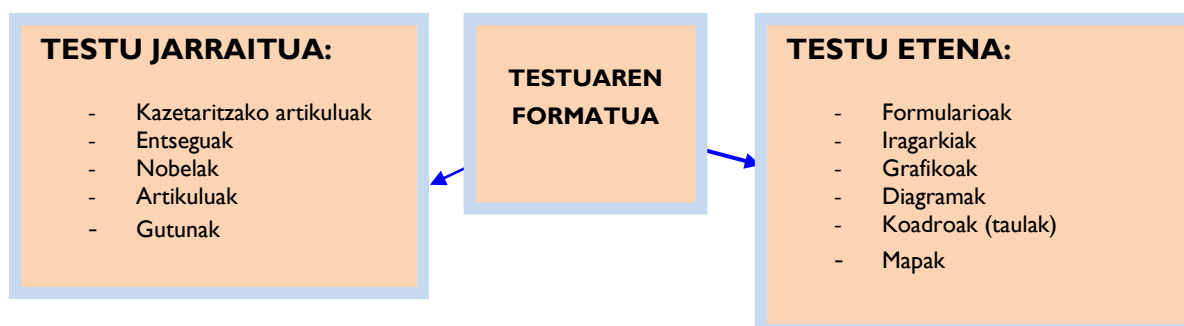 TESTU JARRAITUA:
- Kazetaritzako artikuluak
- Entseguak
- Nobelak
- Artikuluak
- Gutunak
TESTUAREN
FORMATUA
TESTU ETENA:
- Formularioak
- Iragarkiak
- Grafikoak
- Diagramak
- Koadroak (taulak)
- Mapak